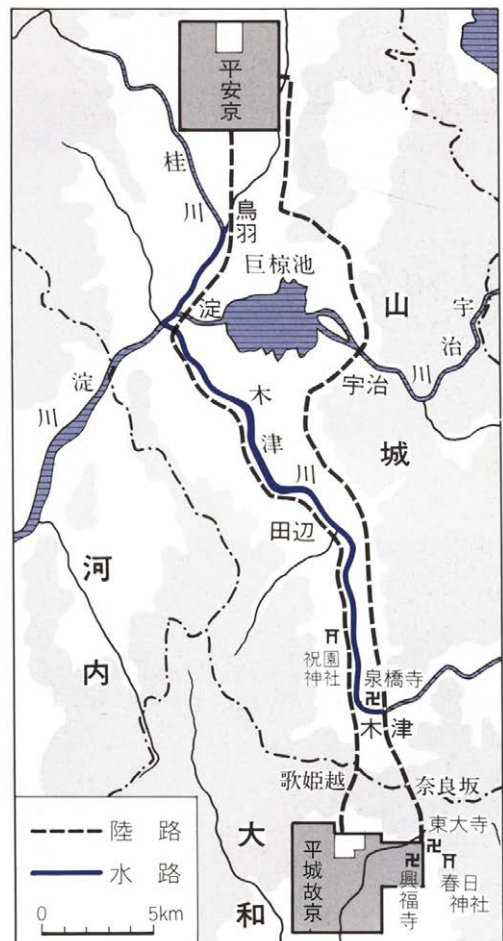 平安京
桂川
鳥羽
巨椋池
山城
淀
宇治川
宇治
淀川
木津川
田辺
河内
祝園
神社
泉橋寺
木津
歌姫越
奈良坂
平城故京
東大寺
興福寺
春日
神社
大和
陸路
水路
0 5km